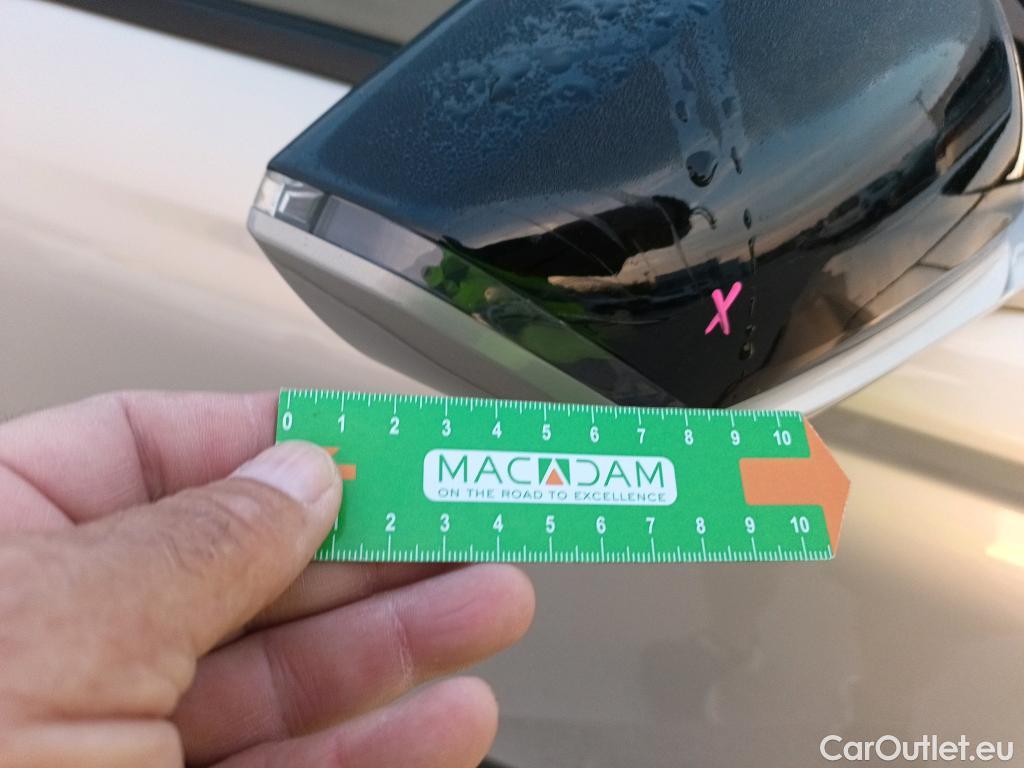 X
0 1 2 3 4 5 6 7 8 9 10
MACADAM
ON THE ROAD TO EXCELLENCE
1 2 3 4 5 6 7 8 9 10
CarOutlet.eu